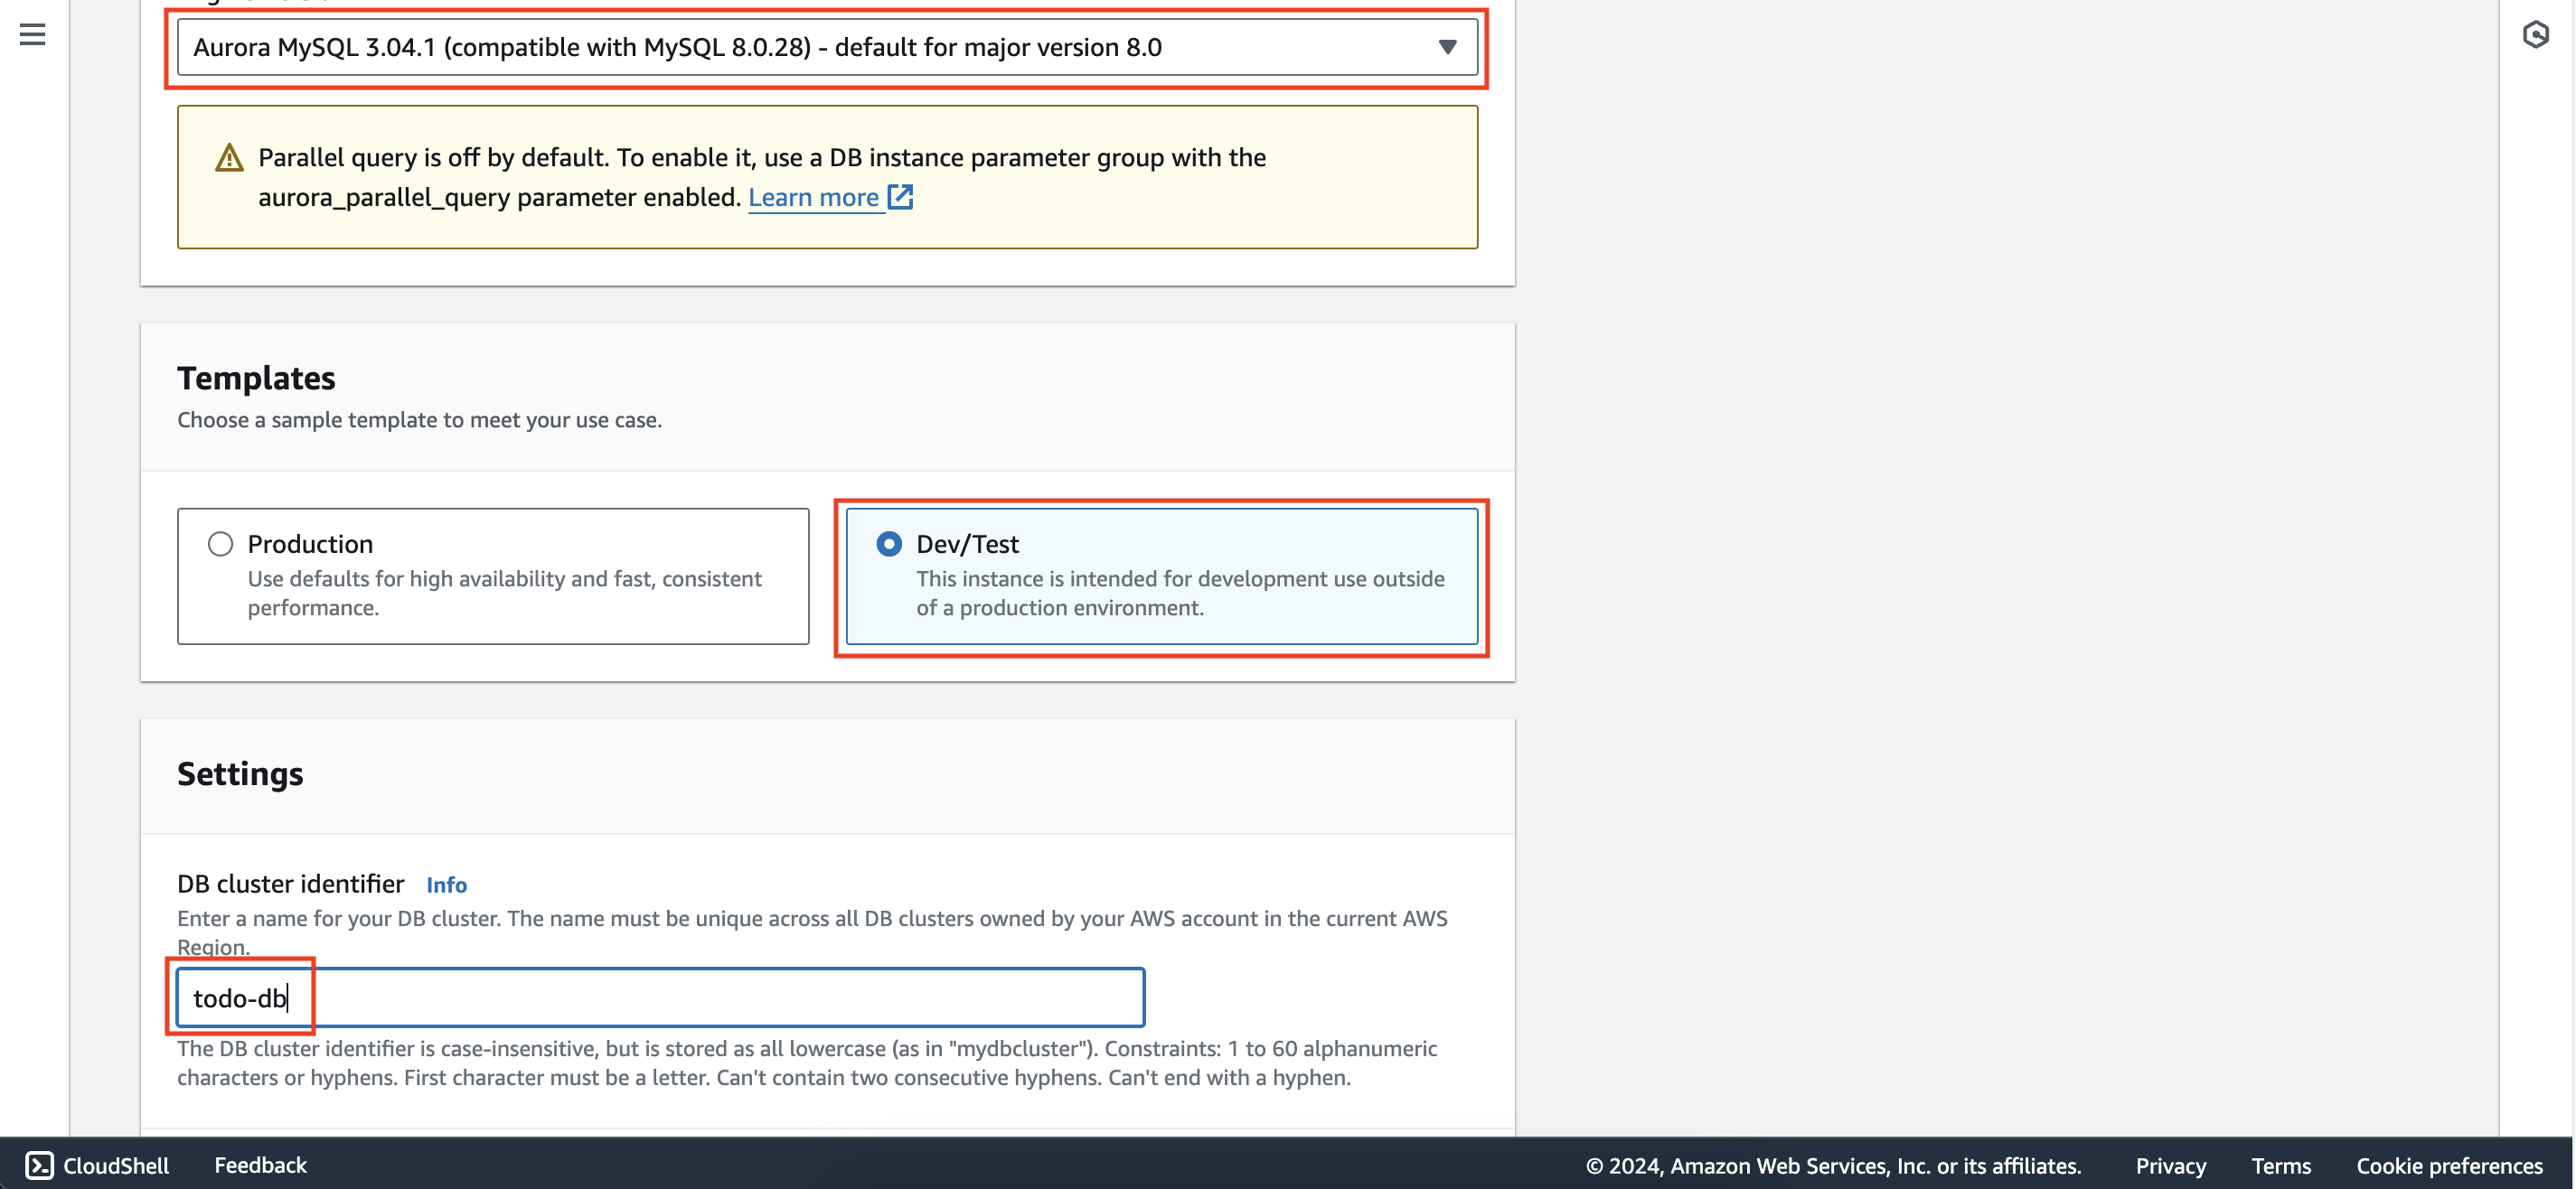 Aurora MySQL 3.04.1 (compatible with MySQL 8.0.28) - default for major version 8.0
Parallel query is off by default. To enable it, use a DB instance parameter group with the
aurora_parallel_query parameter enabled. Learn more
Templates
Choose a sample template to meet your use case.
Production
Use defaults for high availability and fast, consistent
performance.
Dev/Test
This instance is intended for development use outside
of a production environment.
Settings
DB cluster identifier Info
Enter a name for your DB cluster. The name must be unique across all DB clusters owned by your AWS account in the current AWS
Region.
todo-db
The DB cluster identifier is case-insensitive, but is stored as all lowercase (as in "mydbcluster"). Constraints: 1 to 60 alphanumeric
characters or hyphens. First character must be a letter. Can't contain two consecutive hyphens. Can't end with a hyphen.
CloudShell Feedback © 2024, Amazon Web Services, Inc. or its affiliates. Privacy Terms Cookie preferences